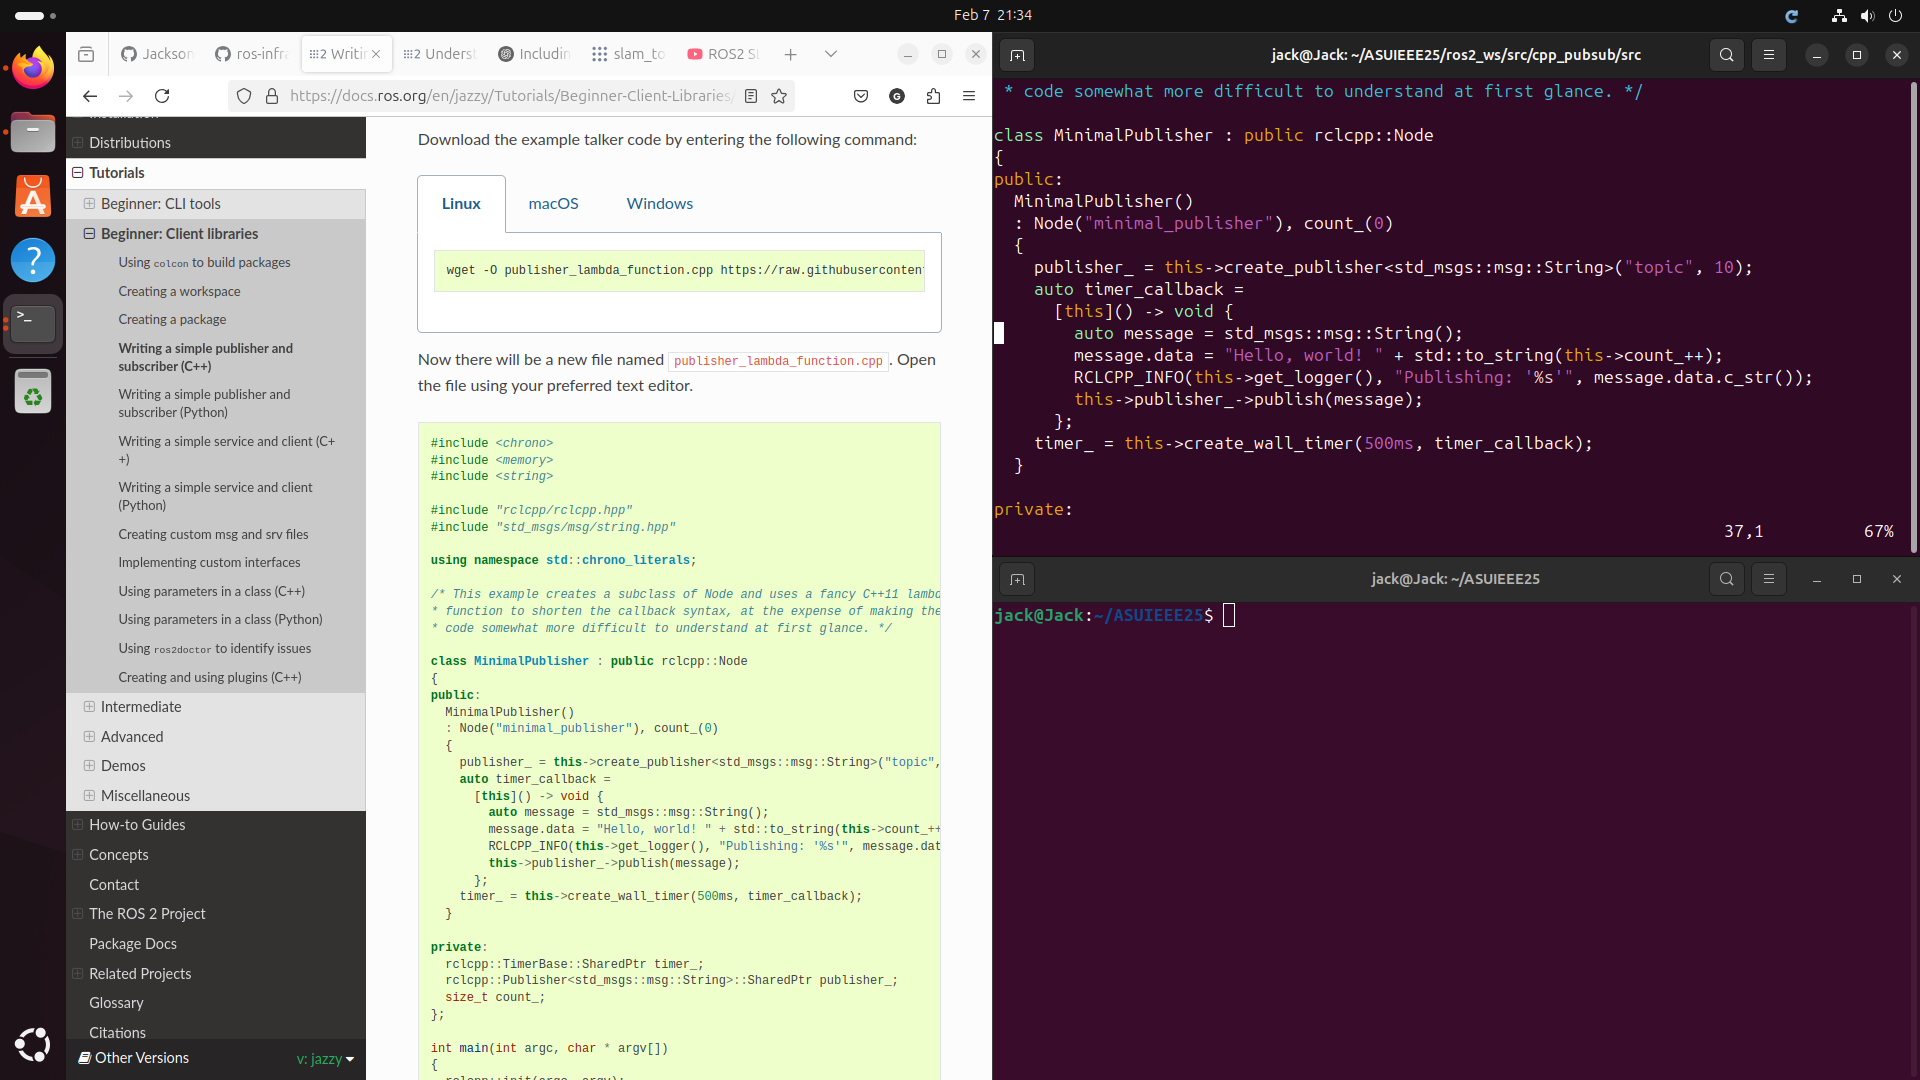 Feb 7 21:34
Jackson
ros-infra
Writin
Underst
Includin
slam_to
ROS2 SL
https://docs.ros.org/en/jazzy/Tutorials/Beginner-Client-Libraries/
Installation
Distributions
Tutorials
Beginner: CLI tools
Beginner: Client libraries
Using colcon to build packages
Creating a workspace
Creating a package
Writing a simple publisher and
subscriber (C++)
Writing a simple publisher and
subscriber (Python)
Writing a simple service and client (C+
+)
Writing a simple service and client
(Python)
Creating custom msg and srv files
Implementing custom interfaces
Using parameters in a class (C++)
Using parameters in a class (Python)
Using ros2doctor to identify issues
Creating and using plugins (C++)
Intermediate
Advanced
Demos
Miscellaneous
How-to Guides
Concepts
Contact
The ROS 2 Project
Package Docs
Related Projects
Glossary
Citations
Other Versions
v: jazzy
Download the example talker code by entering the following command:
Linux macOS Windows
wget -O publisher_lambda_function.cpp https://raw.githubusercontent
Now there will be a new file named publisher_lambda_function.cpp. Open
the file using your preferred text editor.
#include <chrono>
#include <memory>
#include <string>
#include "rclcpp/rclcpp.hpp"
#include "std_msgs/msg/string.hpp"
using namespace std::chrono_literals;
/* This example creates a subclass of Node and uses a fancy C++11 lambd
* function to shorten the callback syntax, at the expense of making the
* code somewhat more difficult to understand at first glance. */
class MinimalPublisher : public rclcpp::Node
{
public:
MinimalPublisher()
: Node("minimal_publisher"), count_(0)
{
publisher_ = this->create_publisher<std_msgs::msg::String>("topic",
auto timer_callback =
[this]() -> void {
auto message = std_msgs::msg::String();
message.data = "Hello, world! " + std::to_string(this->count_++
RCLCPP_INFO(this->get_logger(), "Publishing: '%s'", message.dat
this->publisher_->publish(message);
};
timer_ = this->create_wall_timer(500ms, timer_callback);
}
private:
rclcpp::TimerBase::SharedPtr timer_;
rclcpp::Publisher<std_msgs::msg::String>::SharedPtr publisher_;
size_t count_;
};
int main(int argc, char * argv[])
{
rclcpp::init(argc, argv);
jack@Jack: ~/ASUIEEE25/ros2_ws/src/cpp_pubsub/src
* code somewhat more difficult to understand at first glance. */
class MinimalPublisher : public rclcpp::Node
{
public:
MinimalPublisher()
: Node("minimal_publisher"), count_(0)
{
publisher_ = this->create_publisher<std_msgs::msg::String>("topic", 10);
auto timer_callback =
[this]() -> void {
auto message = std_msgs::msg::String();
message.data = "Hello, world! " + std::to_string(this->count_++);
RCLCPP_INFO(this->get_logger(), "Publishing: '%s'", message.data.c_str());
this->publisher_->publish(message);
};
timer_ = this->create_wall_timer(500ms, timer_callback);
}
private:
37,1 67%
jack@Jack: ~/ASUIEEE25
jack@Jack:~/ASUIEEE25$